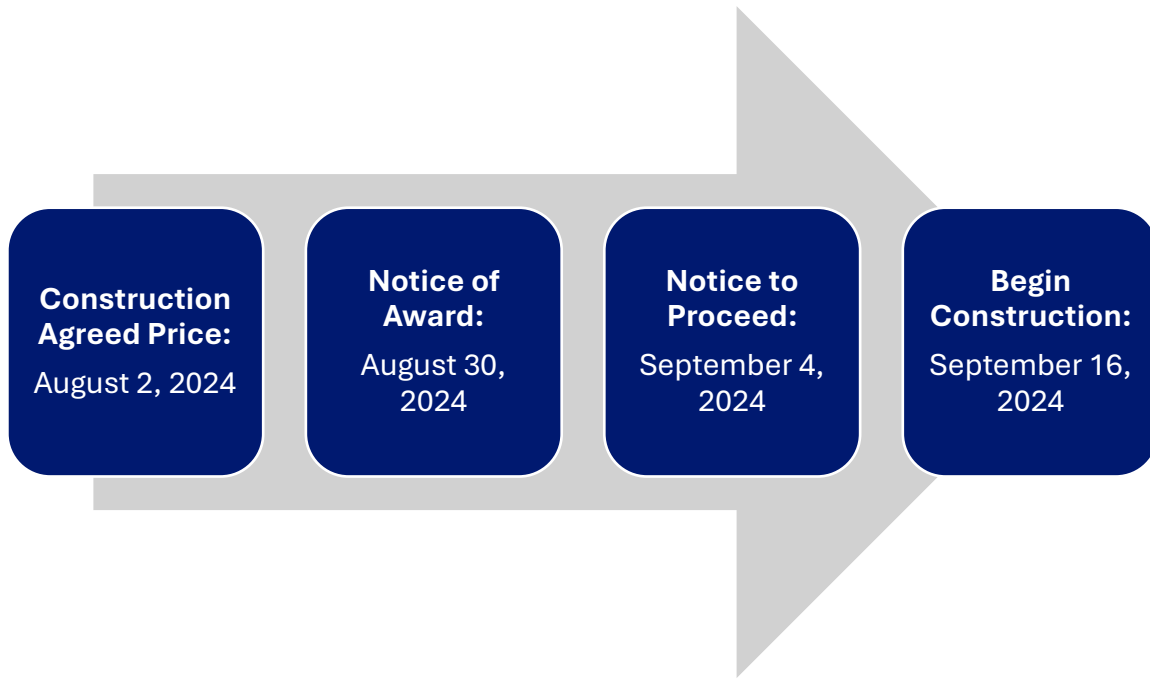 Construction
Agreed Price:
August 2, 2024
Notice of
Award:
August 30,
2024
Notice to
Proceed:
September 4,
2024
Begin
Construction:
September 16,
2024